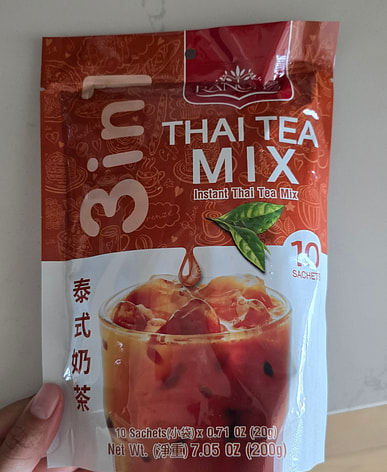 3in1
THAI TEA
MIX
Instant Thai Tea Mix
10
SACHETS
泰式奶茶
10 Sachets(小袋) x 0.71 OZ (20g)
Net Wt. (淨重) 7.05 OZ (200g)